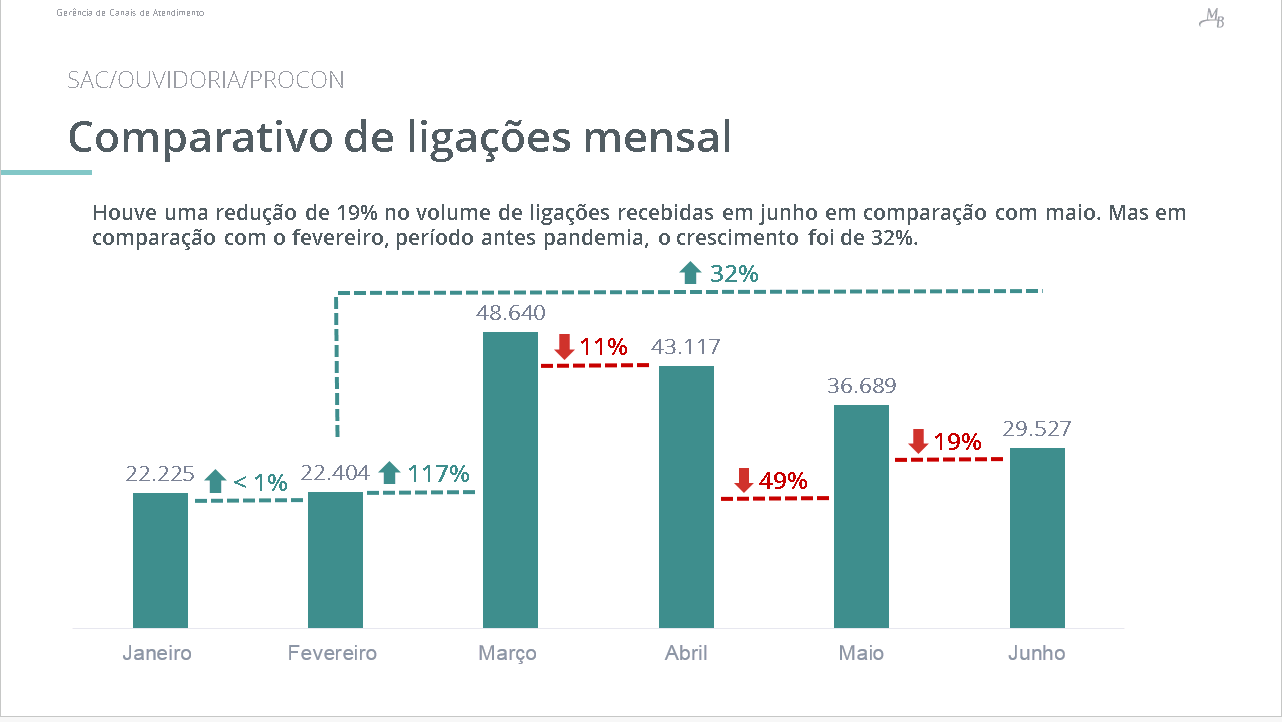 Gerência de Canais de Atendimento
MB
SAC/OUVIDORIA/PROCON
Comparativo de ligações mensal
Houve uma redução de 19% no volume de ligações recebidas em junho em comparação com maio. Mas em
comparação com o fevereiro, período antes pandemia, o crescimento foi de 32%.
32%
48.640
11%
43.117
36.689
19%
29.527
22.225
< 1%
22.404
117%
49%
Janeiro
Fevereiro
Março
Abril
Maio
Junho